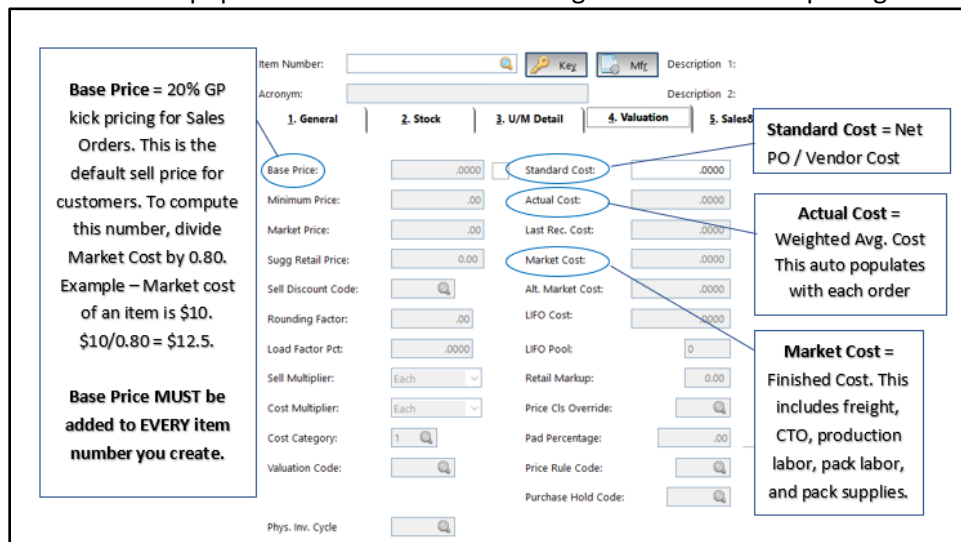 Base Price = 20% GP
kick pricing for Sales
Orders. This is the
default sell price for
customers. To compute
this number, divide
Market Cost by 0.80.
Example – Market cost
of an item is $10.
$10/0.80 = $12.5.
Base Price MUST be
added to EVERY item
number you create.
Item Number: Key Mfr Description 1:
Acronym: Description 2:
1. General 2. Stock 3. U/M Detail 4. Valuation 5. Sales&
Base Price: .0000 Standard Cost: .0000
Minimum Price: .00 Actual Cost: .0000
Market Price: .00 Last Rec. Cost: .0000
Sugg Retail Price: 0.00 Market Cost: .0000
Sell Discount Code: Alt. Market Cost: .0000
Rounding Factor: .00 LIFO Cost: .0000
Load Factor Pct: .0000 LIFO Pool: 0
Sell Multiplier: Each Retail Markup: 0.00
Cost Multiplier: Each Price Cls Override:
Cost Category: 1 Pad Percentage: .00
Valuation Code: Price Rule Code:
Purchase Hold Code:
Phys. Inv. Cycle
Standard Cost = Net
PO / Vendor Cost
Actual Cost =
Weighted Avg. Cost
This auto populates
with each order
Market Cost =
Finished Cost. This
includes freight,
CTO, production
labor, pack labor,
and pack supplies.